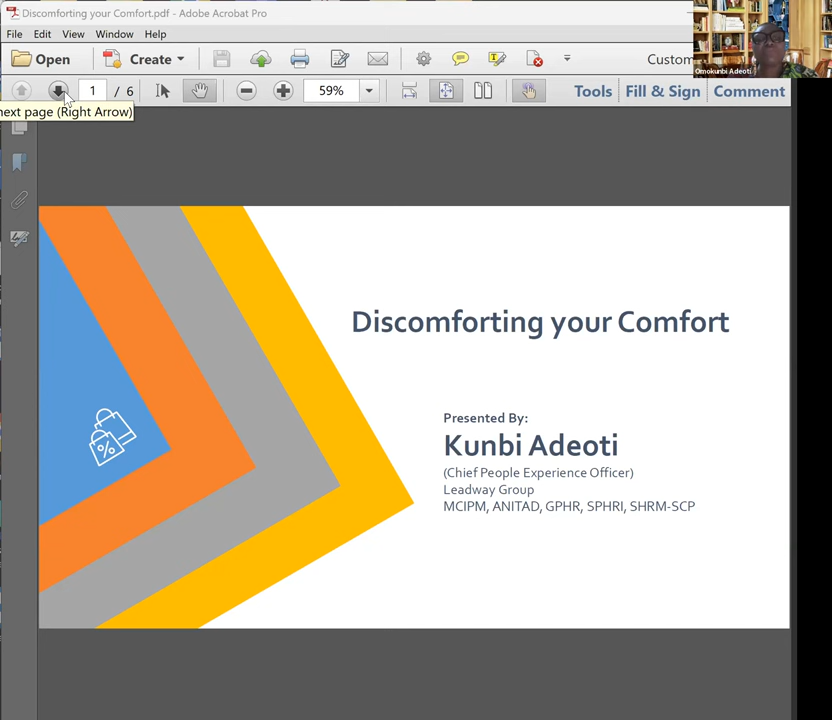 Discomforting your Comfort.pdf - Adobe Acrobat Pro
File Edit View Window Help
Open Create Custom
1 / 6 59% Tools Fill & Sign Comment
next page (Right Arrow)
Omokunbi Adeoti
Discomforting your Comfort
%
Presented By:
Kunbi Adeoti
(Chief People Experience Officer)
Leadway Group
MCIPM, ANITAD, GPHR, SPHRI, SHRM-SCP